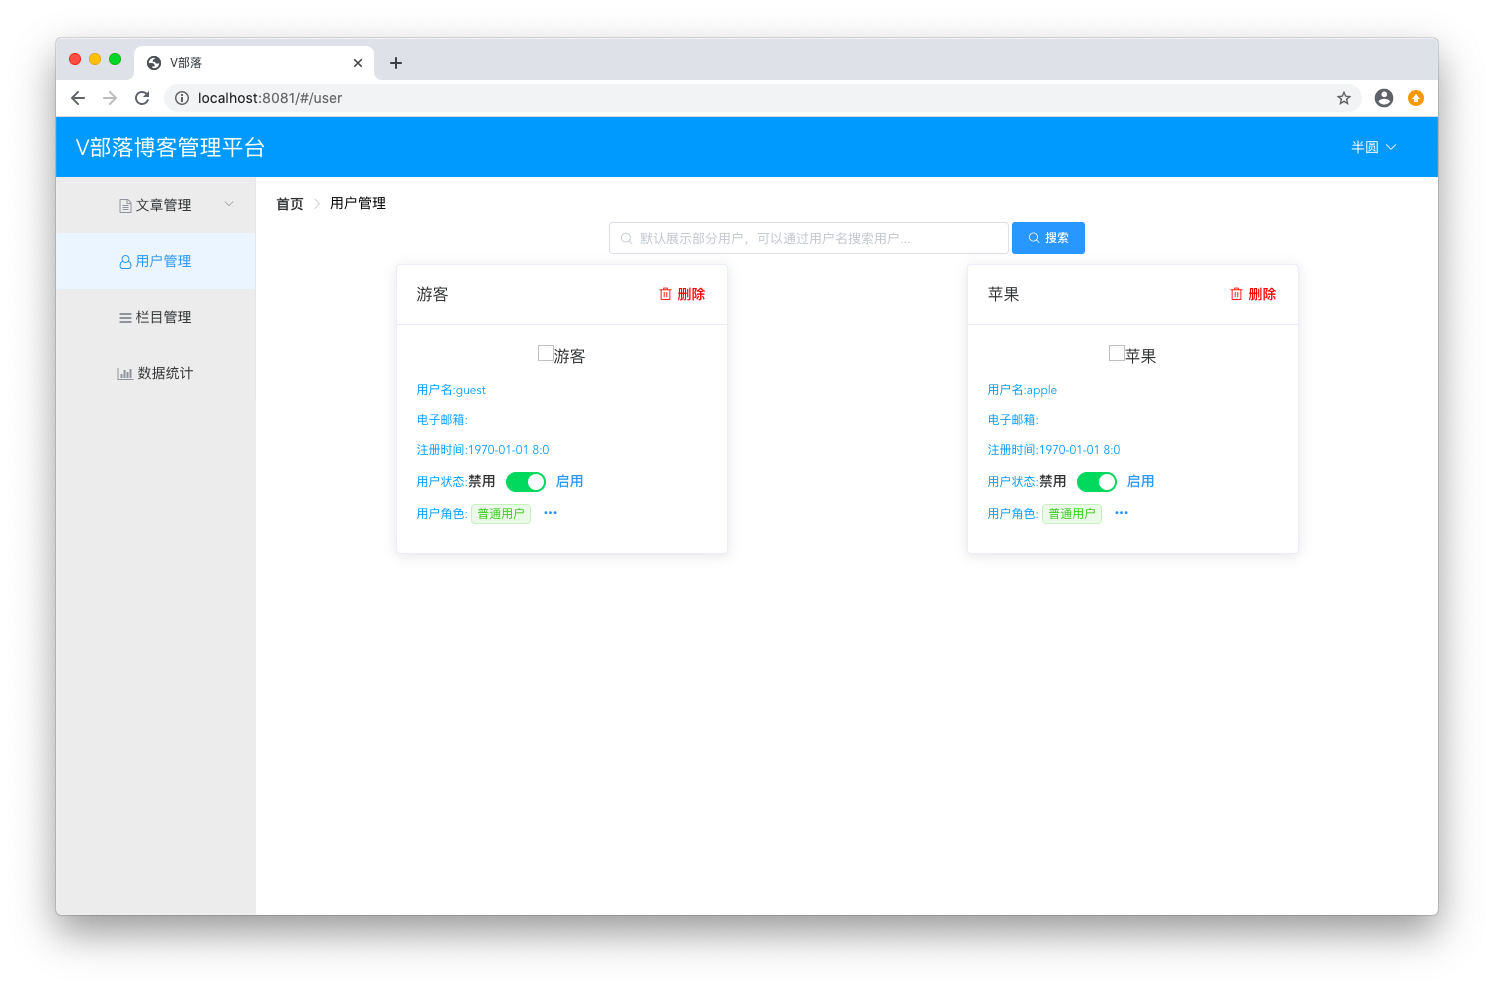 V部落
localhost:8081/#/user
V部落博客管理平台
半圆
文章管理
用户管理
栏目管理
数据统计
首页 用户管理
默认展示部分用户，可以通过用户名搜索用户... 搜索
游客 删除
游客
用户名:guest
电子邮箱:
注册时间:1970-01-01 8:0
用户状态:禁用 启用
用户角色: 普通用户 ···
苹果 删除
苹果
用户名:apple
电子邮箱:
注册时间:1970-01-01 8:0
用户状态:禁用 启用
用户角色: 普通用户 ···